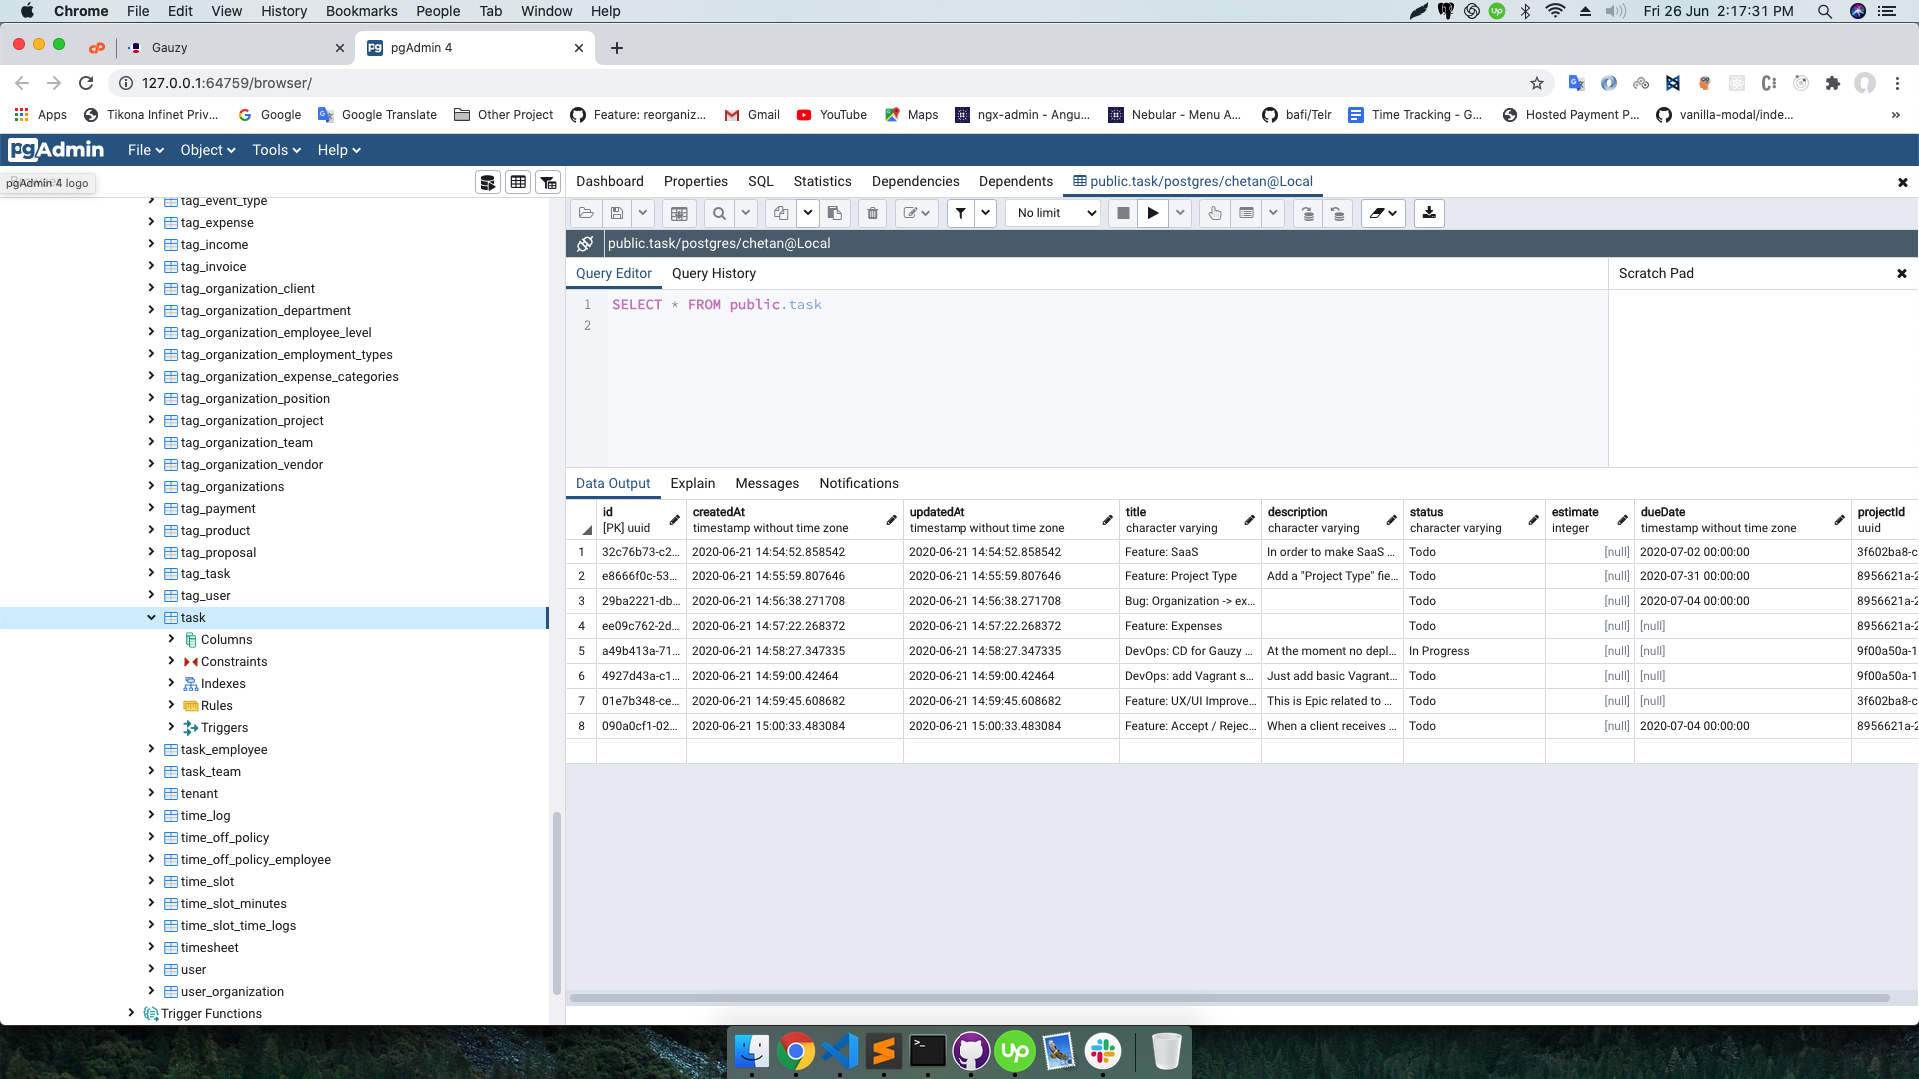 Chrome File Edit View History Bookmarks People Tab Window Help
Fri 26 Jun 2:17:31 PM
Gauzy
pgAdmin 4
127.0.0.1:64759/browser/
Apps Tikona Infinet Priv... Google Google Translate Other Project Feature: reorganiz... Gmail YouTube Maps ngx-admin - Angu... Nebular - Menu A... bafi/Telr Time Tracking - G... Hosted Payment P... vanilla-modal/inde... »
pgAdmin File Object Tools Help
pgAdmin 4 logo
Dashboard Properties SQL Statistics Dependencies Dependents public.task/postgres/chetan@Local
tag_event_type
tag_expense
tag_income
tag_invoice
tag_organization_client
tag_organization_department
tag_organization_employee_level
tag_organization_employment_types
tag_organization_expense_categories
tag_organization_position
tag_organization_project
tag_organization_team
tag_organization_vendor
tag_organizations
tag_payment
tag_product
tag_proposal
tag_task
tag_user
task
Columns
Constraints
Indexes
Rules
Triggers
task_employee
task_team
tenant
time_log
time_off_policy
time_off_policy_employee
time_slot
time_slot_minutes
time_slot_time_logs
timesheet
user
user_organization
Trigger Functions
No limit
public.task/postgres/chetan@Local
Query Editor Query History
Scratch Pad
1 SELECT * FROM public.task
2
Data Output Explain Messages Notifications
id createdAt updatedAt title description status estimate dueDate projectId
[PK] uuid timestamp without time zone timestamp without time zone character varying character varying character varying integer timestamp without time zone uuid
1 32c76b73-c2... 2020-06-21 14:54:52.858542 2020-06-21 14:54:52.858542 Feature: SaaS In order to make SaaS ... Todo [null] 2020-07-02 00:00:00 3f602ba8-c
2 e8666f0c-53... 2020-06-21 14:55:59.807646 2020-06-21 14:55:59.807646 Feature: Project Type Add a "Project Type" fie... Todo [null] 2020-07-31 00:00:00 8956621a-2
3 29ba2221-db... 2020-06-21 14:56:38.271708 2020-06-21 14:56:38.271708 Bug: Organization -> ex... Todo [null] 2020-07-04 00:00:00 8956621a-2
4 ee09c762-2d... 2020-06-21 14:57:22.268372 2020-06-21 14:57:22.268372 Feature: Expenses Todo [null] [null] 8956621a-2
5 a49b413a-71... 2020-06-21 14:58:27.347335 2020-06-21 14:58:27.347335 DevOps: CD for Gauzy ... At the moment no depl... In Progress [null] [null] 9f00a50a-1
6 4927d43a-c1... 2020-06-21 14:59:00.42464 2020-06-21 14:59:00.42464 DevOps: add Vagrant s... Just add basic Vagrant... Todo [null] [null] 9f00a50a-1
7 01e7b348-ce... 2020-06-21 14:59:45.608682 2020-06-21 14:59:45.608682 Feature: UX/UI Improve... This is Epic related to ... Todo [null] [null] 3f602ba8-c
8 090a0cf1-02... 2020-06-21 15:00:33.483084 2020-06-21 15:00:33.483084 Feature: Accept / Rejec... When a client receives ... Todo [null] 2020-07-04 00:00:00 8956621a-2
Up